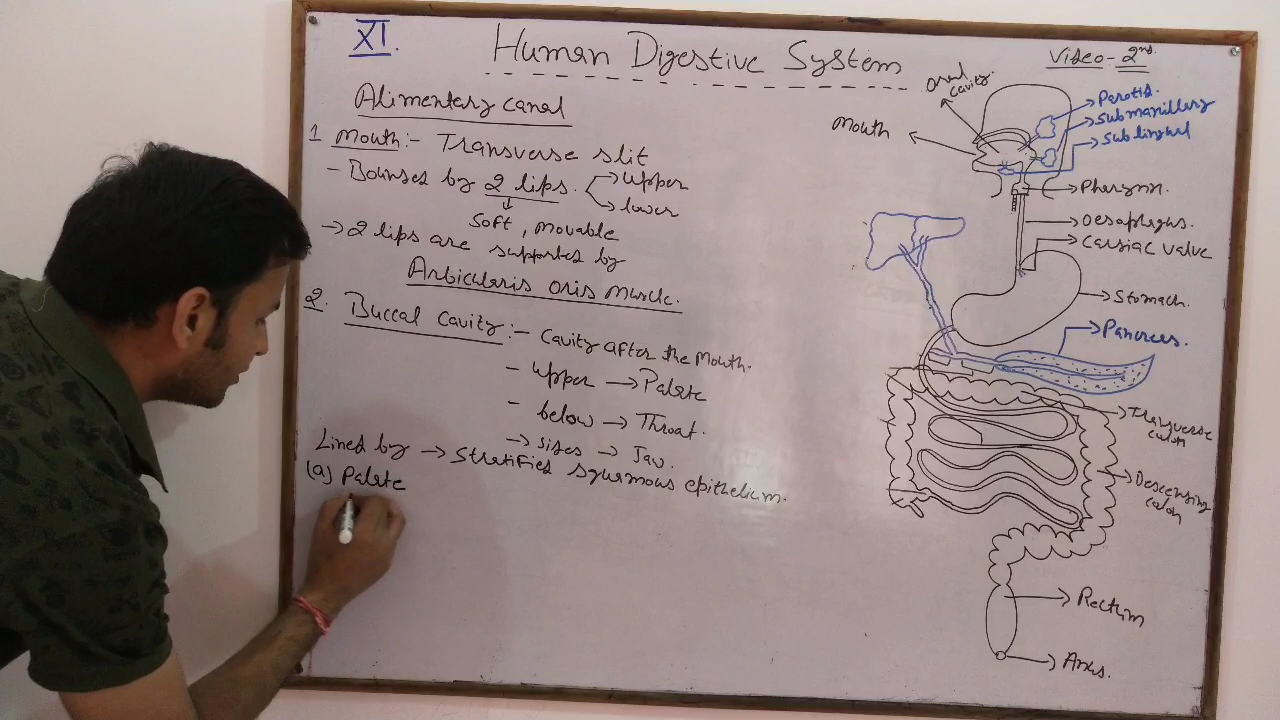 XI.
Human Digestive System
Video - 2nd.
Alimentary canal
1 Mouth :- Transverse slit
- Bounded by 2 lips. → upper
→ lower
↓
Soft, movable
→ 2 lips are supported by
Arbicularis oris muscle.
2. Buccal Cavity :- Cavity after the Mouth.
- Upper → Palate
- below → Throat.
→ sides → Jaw.
Lined by → Stratified squamous epithelium.
(a) Palate
oral cavity.
Mouth
Parotid.
Submaxillary
Sublingual
Pharynx.
Oesophagus.
Cardiac valve
Stomach.
Pancreas.
Transverse colon
Descending colon
Rectum
Anus.